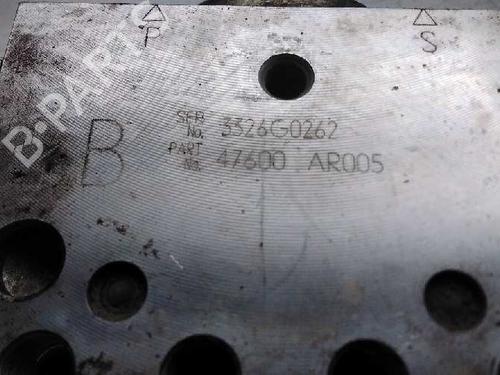 P
S
SER No. 3326G0262
PART No. 47600 AR005
B
B-PARTS